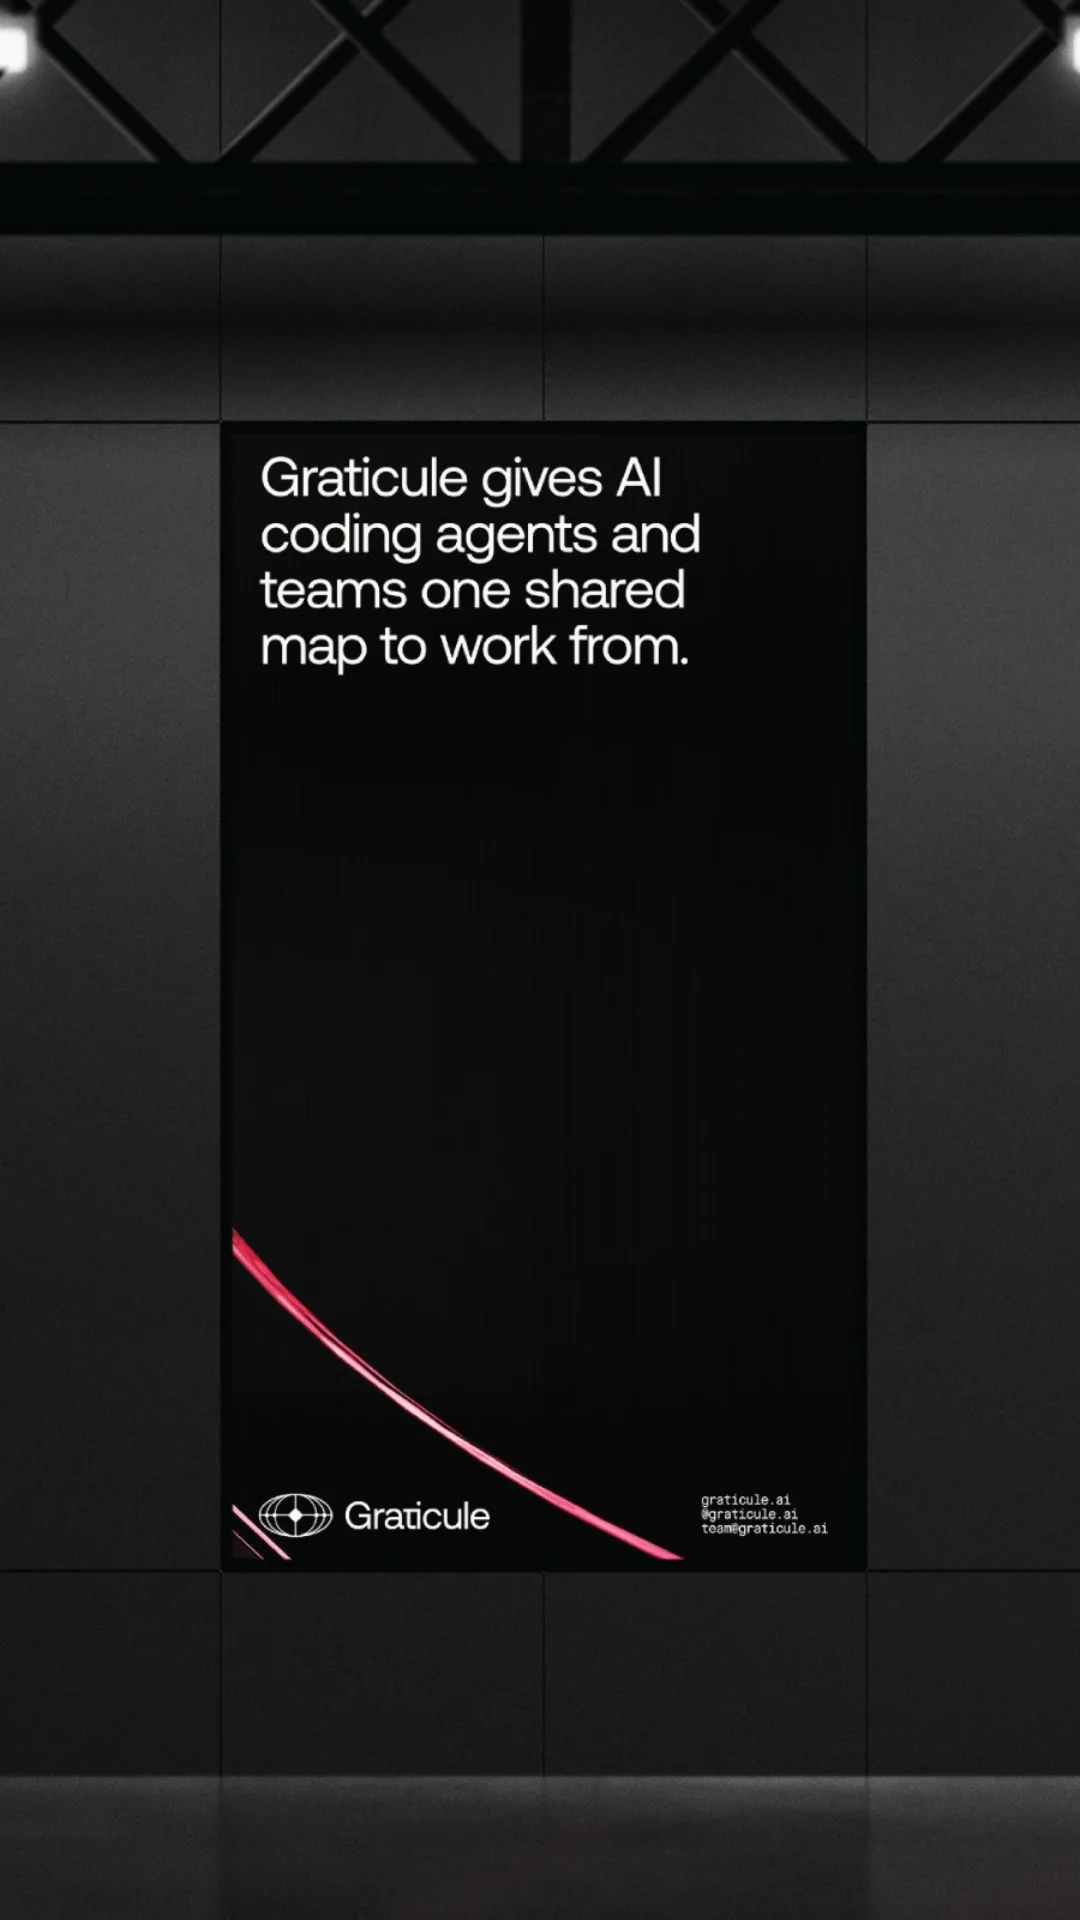 Graticule gives AI
coding agents and
teams one shared
map to work from.
Graticule
graticule.ai
@graticule.ai
team@graticule.ai